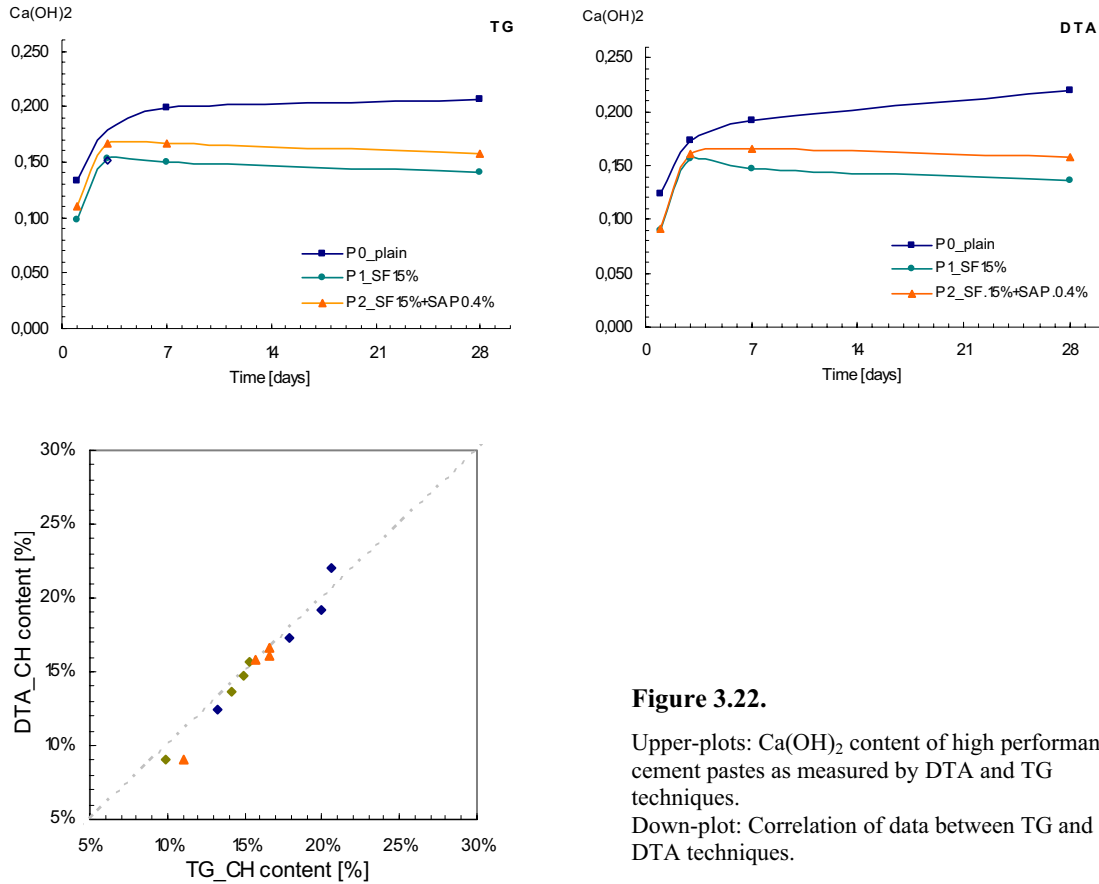 Ca(OH)2
TG
0,250
0,200
0,150
0,100
0,050
0,000
0 7 14 21 28
Time [days]
P0_plain
P1_SF15%
P2_SF15%+SAP0.4%
Ca(OH)2
DTA
0,250
0,200
0,150
0,100
0,050
0,000
0 7 14 21 28
Time [days]
P0_plain
P1_SF15%
P2_SF.15%+SAP.0.4%
DTA_CH content [%]
30%
25%
20%
15%
10%
5%
5% 10% 15% 20% 25% 30%
TG_CH content [%]
Figure 3.22.
Upper-plots: Ca(OH)₂ content of high performan
cement pastes as measured by DTA and TG
techniques.
Down-plot: Correlation of data between TG and
DTA techniques.